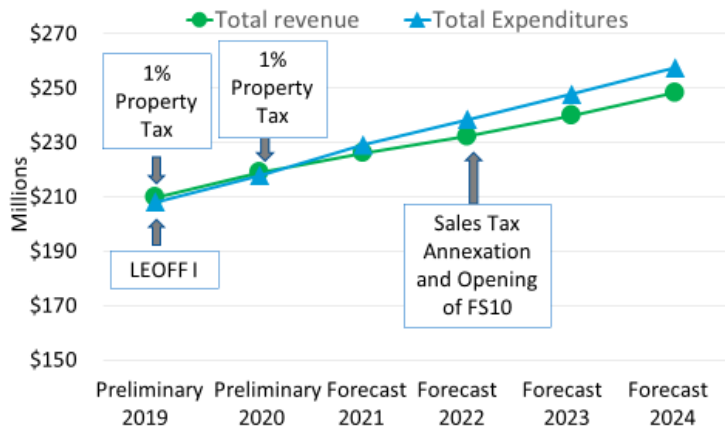 Total revenue
Total Expenditures
$270
$250
$230
$210
$190
$170
$150
Millions
1%
Property
Tax
1%
Property
Tax
LEOFF I
Sales Tax
Annexation
and Opening
of FS10
Preliminary
2019
Preliminary
2020
Forecast
2021
Forecast
2022
Forecast
2023
Forecast
2024